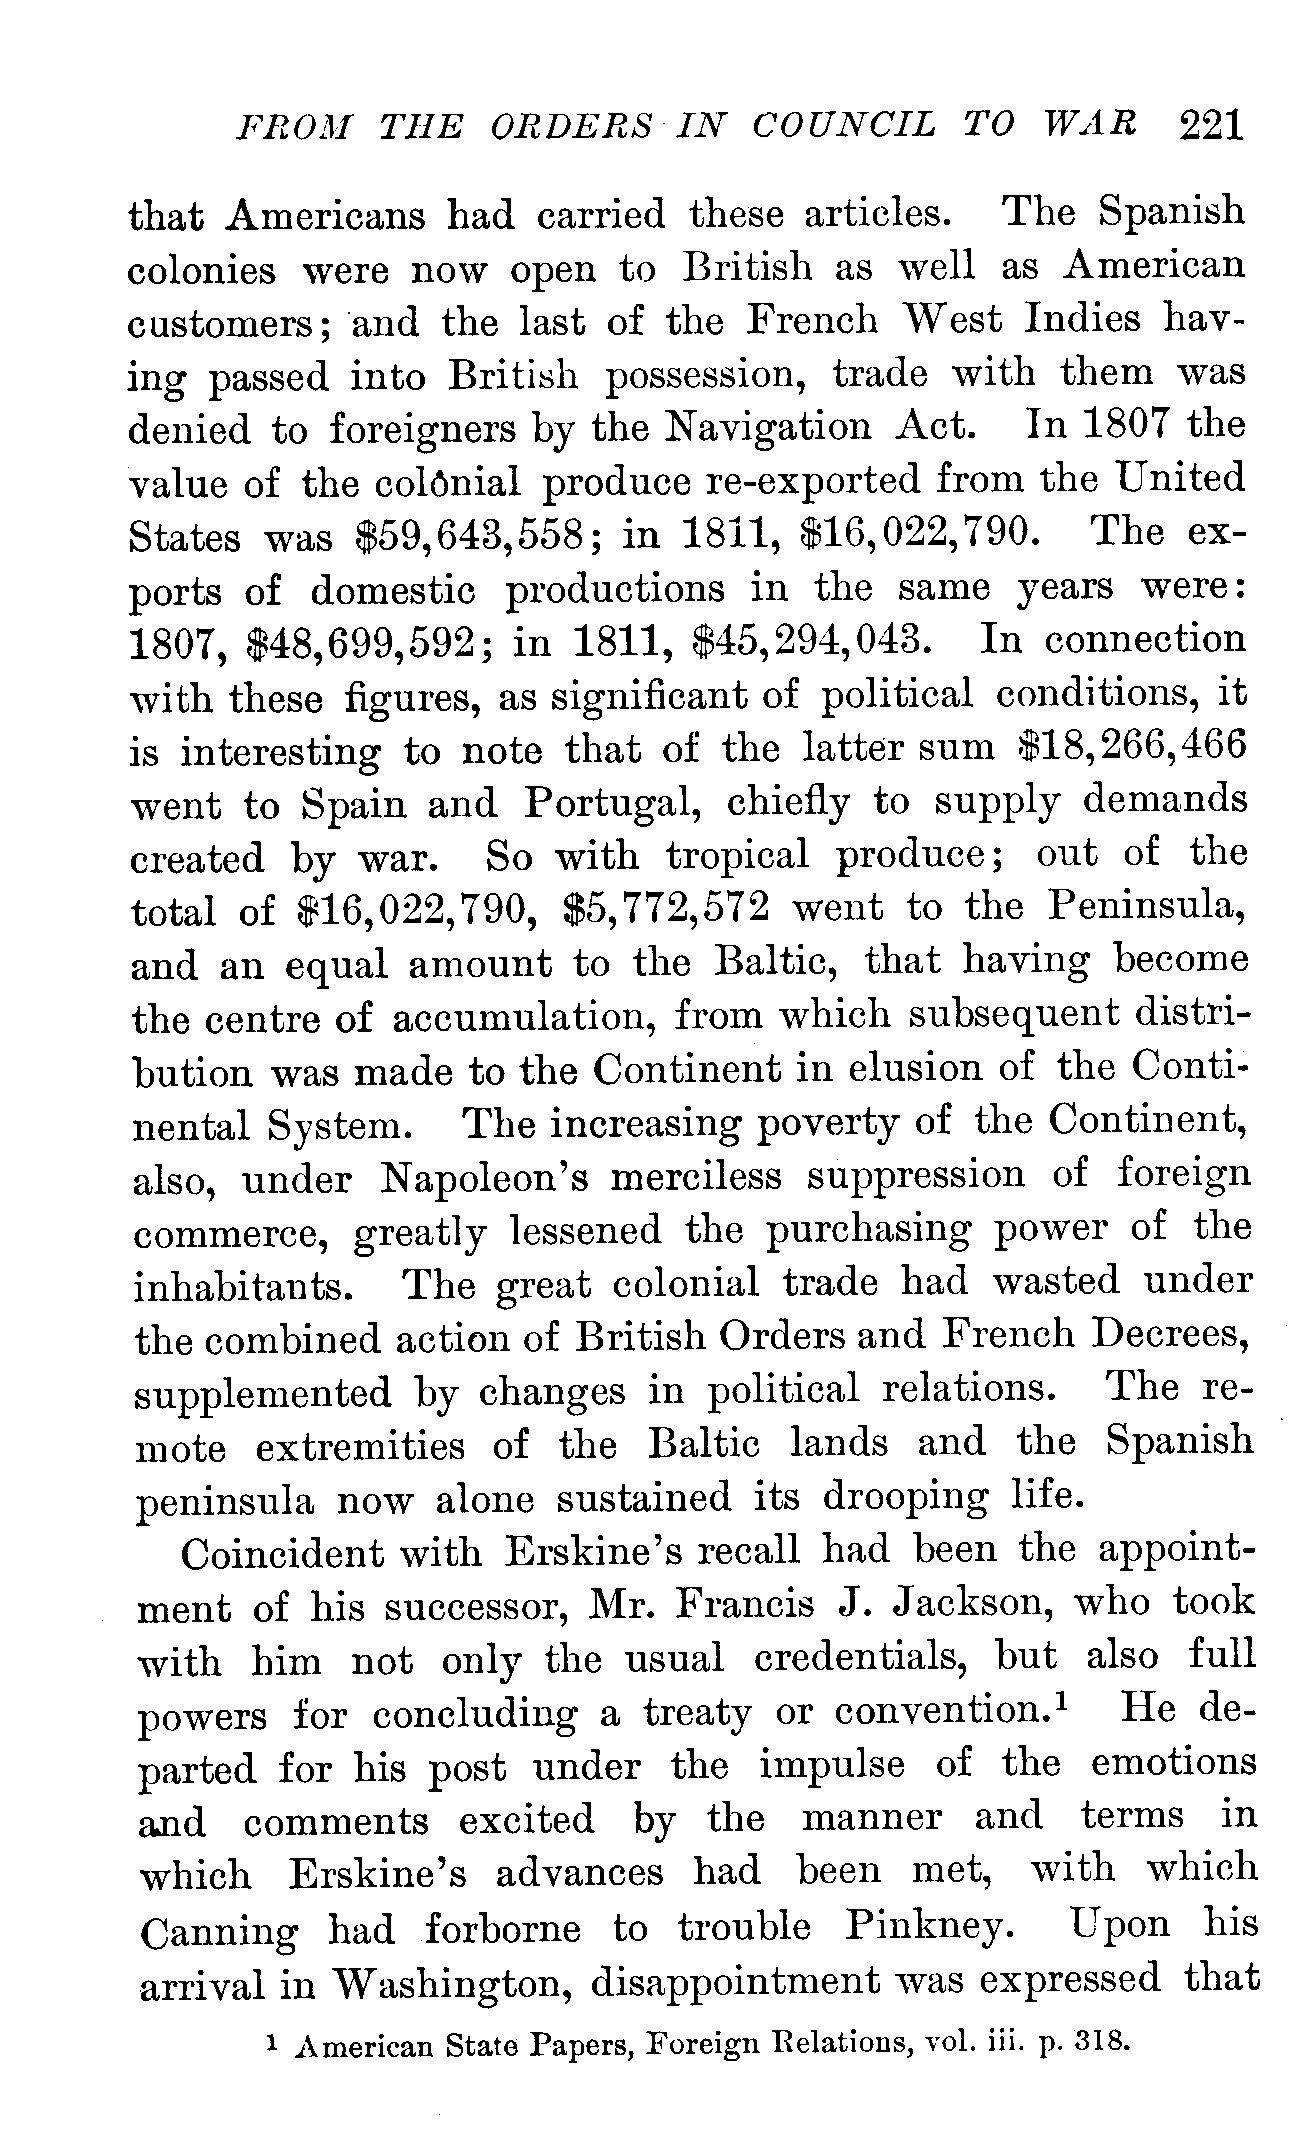 FROM THE ORDERS IN COUNCIL TO WAR 221
that Americans had carried these articles. The Spanish
colonies were now open to British as well as American
customers; and the last of the French West Indies hav-
ing passed into British possession, trade with them was
denied to foreigners by the Navigation Act. In 1807 the
value of the colônial produce re-exported from the United
States was $59,643,558; in 1811, $16,022,790. The ex-
ports of domestic productions in the same years were:
1807, $48,699,592; in 1811, $45,294,043. In connection
with these figures, as significant of political conditions, it
is interesting to note that of the latter sum $18,266,466
went to Spain and Portugal, chiefly to supply demands
created by war. So with tropical produce; out of the
total of $16,022,790, $5,772,572 went to the Peninsula,
and an equal amount to the Baltic, that having become
the centre of accumulation, from which subsequent distri-
bution was made to the Continent in elusion of the Conti-
nental System. The increasing poverty of the Continent,
also, under Napoleon's merciless suppression of foreign
commerce, greatly lessened the purchasing power of the
inhabitants. The great colonial trade had wasted under
the combined action of British Orders and French Decrees,
supplemented by changes in political relations. The re-
mote extremities of the Baltic lands and the Spanish
peninsula now alone sustained its drooping life.
Coincident with Erskine's recall had been the appoint-
ment of his successor, Mr. Francis J. Jackson, who took
with him not only the usual credentials, but also full
powers for concluding a treaty or convention.¹ He de-
parted for his post under the impulse of the emotions
and comments excited by the manner and terms in
which Erskine's advances had been met, with which
Canning had forborne to trouble Pinkney. Upon his
arrival in Washington, disappointment was expressed that
¹ American State Papers, Foreign Relations, vol. iii. p. 318.